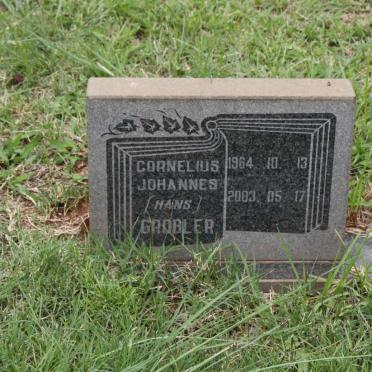 CORNELIUS
JOHANNES
(HANS)
GROBLER
1964. 10. 13
2003. 05. 17